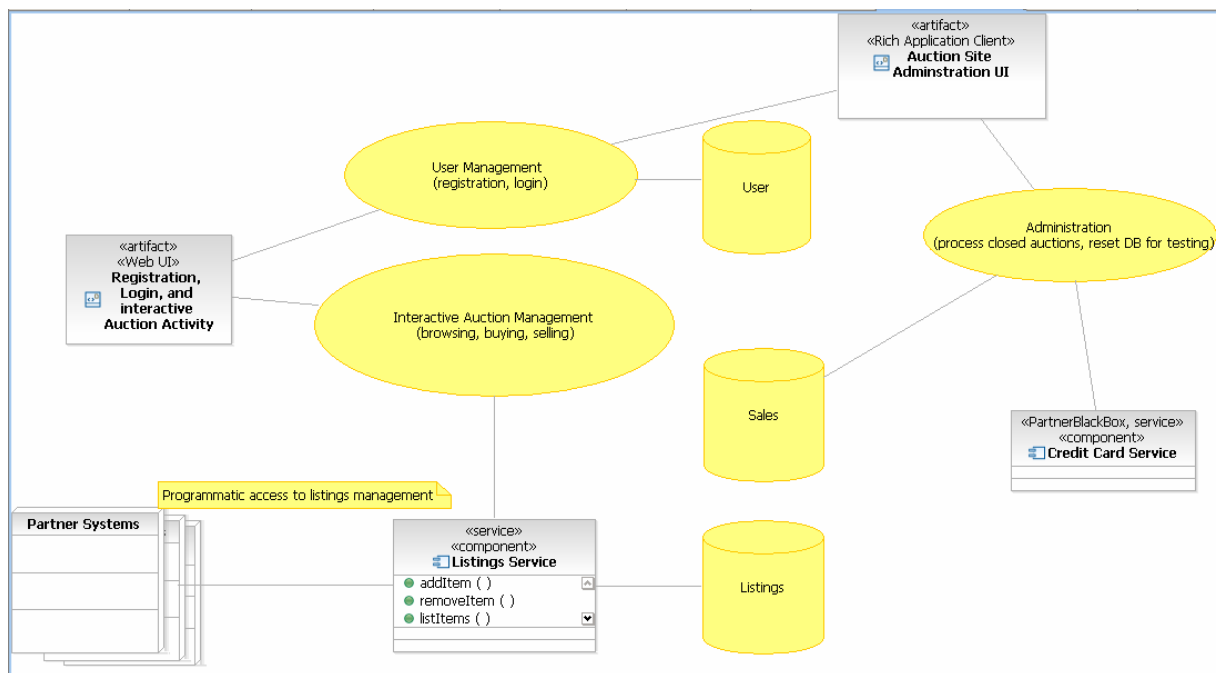 «artifact»
«Rich Application Client»
Auction Site
Adminstration UI
User Management
(registration, login)
User
Administration
(process closed auctions, reset DB for testing)
«artifact»
«Web UI»
Registration,
Login, and
interactive
Auction Activity
Interactive Auction Management
(browsing, buying, selling)
Sales
«PartnerBlackBox, service»
«component»
Credit Card Service
Programmatic access to listings management
Partner Systems
«service»
«component»
Listings Service
addItem ( )
removeItem ( )
listItems ( )
Listings